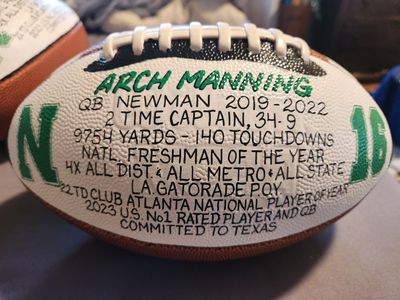 ARCH MANNING
QB NEWMAN 2019-2022
2 TIME CAPTAIN, 34-9
9754 YARDS - 140 TOUCHDOWNS
NATL. FRESHMAN OF THE YEAR
4X ALL DIST. & ALL METRO & ALL STATE
LA. GATORADE P.O.Y.
22 TD CLUB ATLANTA NATIONAL PLAYER OF YEAR
2023 U.S. No1 RATED PLAYER AND QB
COMMITTED TO TEXAS
N
16